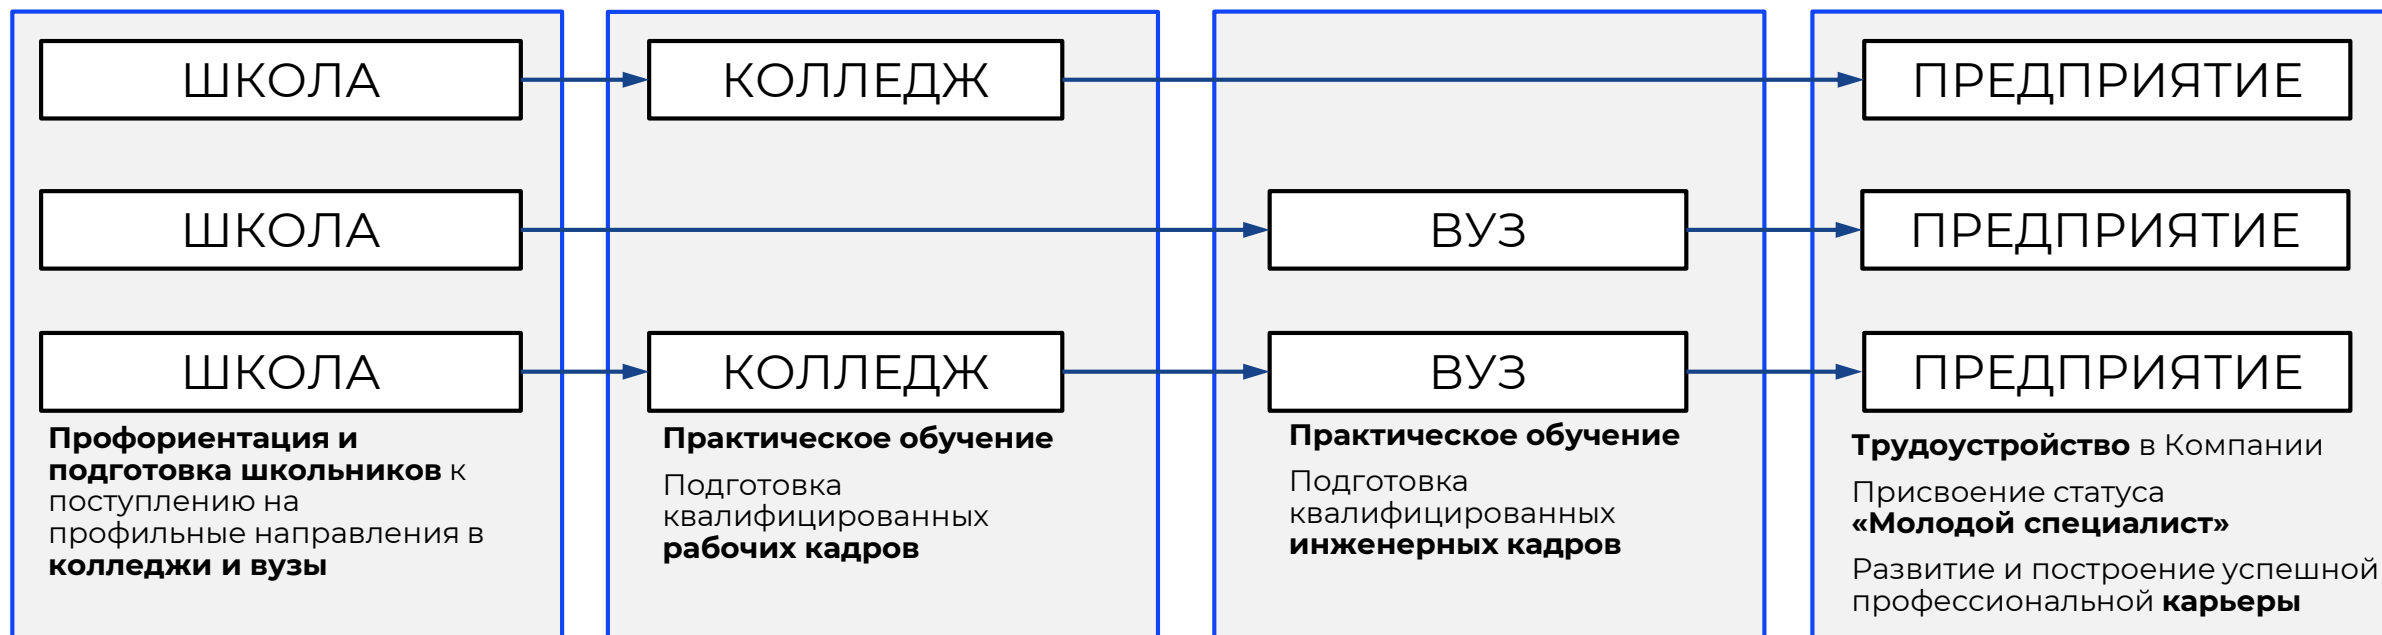 ШКОЛА
КОЛЛЕДЖ
ПРЕДПРИЯТИЕ
ШКОЛА
ВУЗ
ПРЕДПРИЯТИЕ
ШКОЛА
КОЛЛЕДЖ
ВУЗ
ПРЕДПРИЯТИЕ
Профориентация и
подготовка школьников к
поступлению на
профильные направления в
колледжи и вузы
Практическое обучение
Подготовка
квалифицированных
рабочих кадров
Практическое обучение
Подготовка
квалифицированных
инженерных кадров
Трудоустройство в Компании
Присвоение статуса
«Молодой специалист»
Развитие и построение успешной
профессиональной карьеры